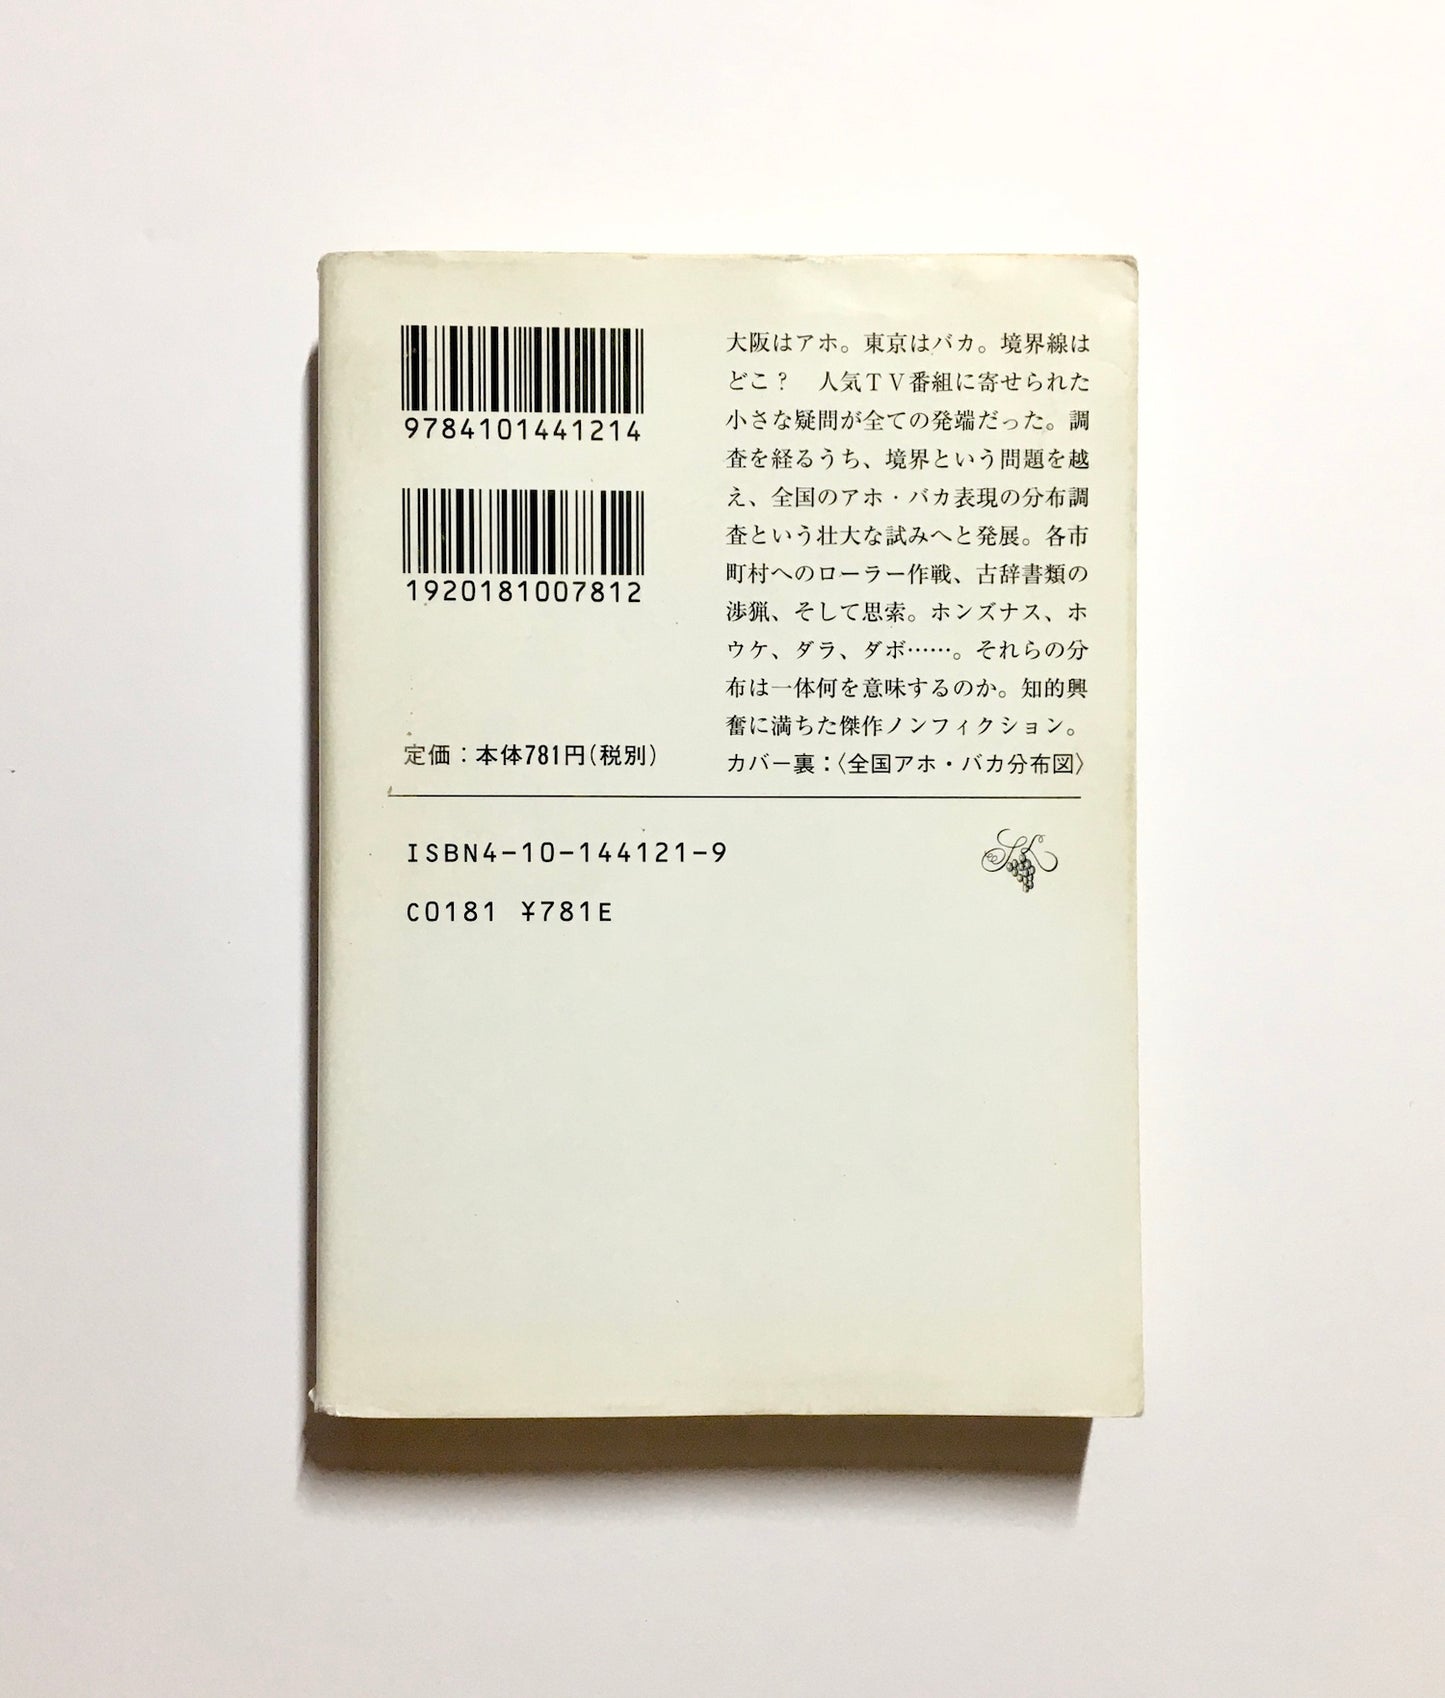 9784101441214
1920181007812
定価：本体781円（税別）
大阪はアホ。東京はバカ。境界線は
どこ？　人気ＴＶ番組に寄せられた
小さな疑問が全ての発端だった。調
査を経るうち、境界という問題を越
え、全国のアホ・バカ表現の分布調
査という壮大な試みへと発展。各市
町村へのローラー作戦、古辞書類の
渉猟、そして思索。ホンズナス、ホ
ウケ、ダラ、ダボ……。それらの分
布は一体何を意味するのか。知的興
奮に満ちた傑作ノンフィクション。
カバー裏：〈全国アホ・バカ分布図〉
ISBN4-10-144121-9
C0181 ¥781E